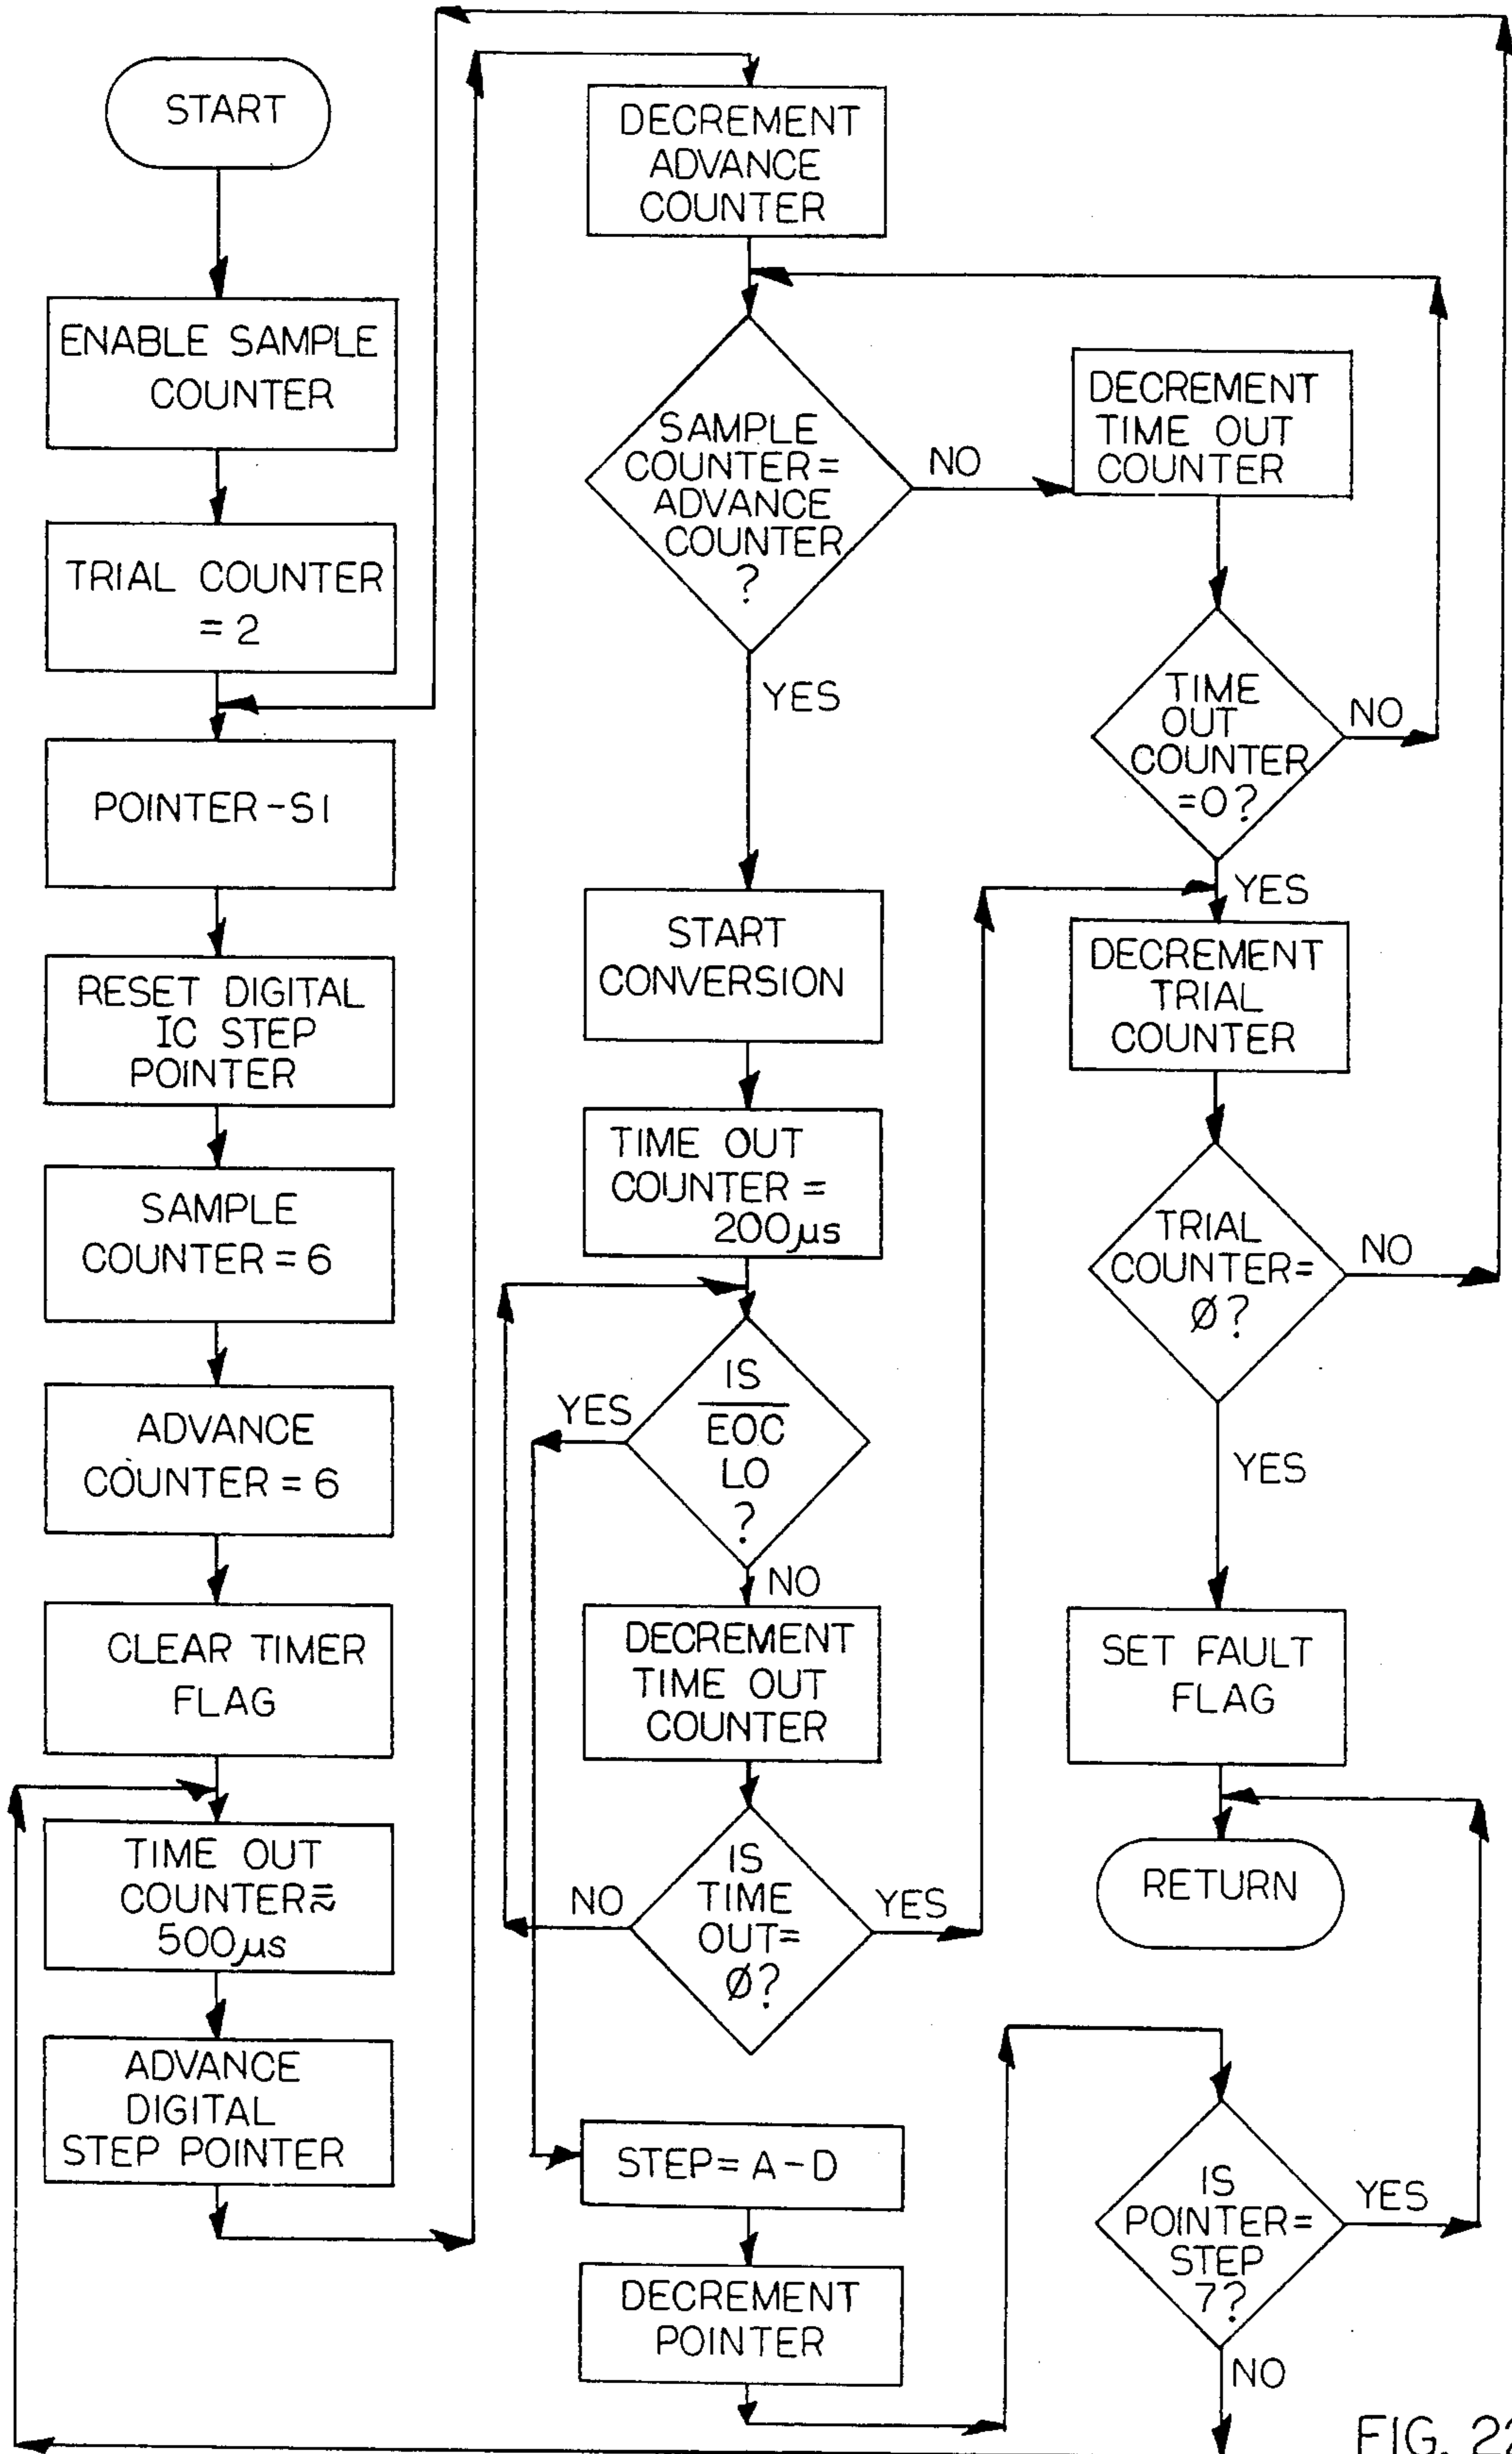 START
ENABLE SAMPLE
COUNTER
TRIAL COUNTER
= 2
POINTER-S1
RESET DIGITAL
IC STEP
POINTER
SAMPLE
COUNTER = 6
ADVANCE
COUNTER = 6
CLEAR TIMER
FLAG
TIME OUT
COUNTER≅
500µs
ADVANCE
DIGITAL
STEP POINTER
DECREMENT
ADVANCE
COUNTER
SAMPLE
COUNTER =
ADVANCE
COUNTER
?
NO
YES
START
CONVERSION
TIME OUT
COUNTER =
200µs
IS
E̅O̅C̅
LO
?
YES
NO
DECREMENT
TIME OUT
COUNTER
IS
TIME
OUT=
Ø?
NO
YES
STEP= A-D
DECREMENT
POINTER
DECREMENT
TIME OUT
COUNTER
TIME
OUT
COUNTER
=0?
NO
YES
DECREMENT
TRIAL
COUNTER
TRIAL
COUNTER=
Ø?
NO
YES
SET FAULT
FLAG
RETURN
IS
POINTER=
STEP
7?
YES
NO
FIG. 22